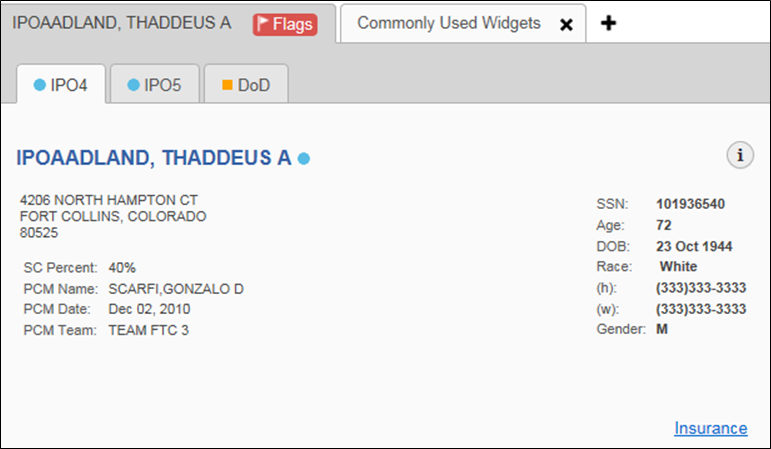 IPOAADLAND, THADDEUS A Flags Commonly Used Widgets
IPO4 IPO5 DoD
IPOAADLAND, THADDEUS A
4206 NORTH HAMPTON CT
FORT COLLINS, COLORADO
80525
SC Percent: 40%
PCM Name: SCARFI,GONZALO D
PCM Date: Dec 02, 2010
PCM Team: TEAM FTC 3
i
SSN: 101936540
Age: 72
DOB: 23 Oct 1944
Race: White
(h): (333)333-3333
(w): (333)333-3333
Gender: M
Insurance